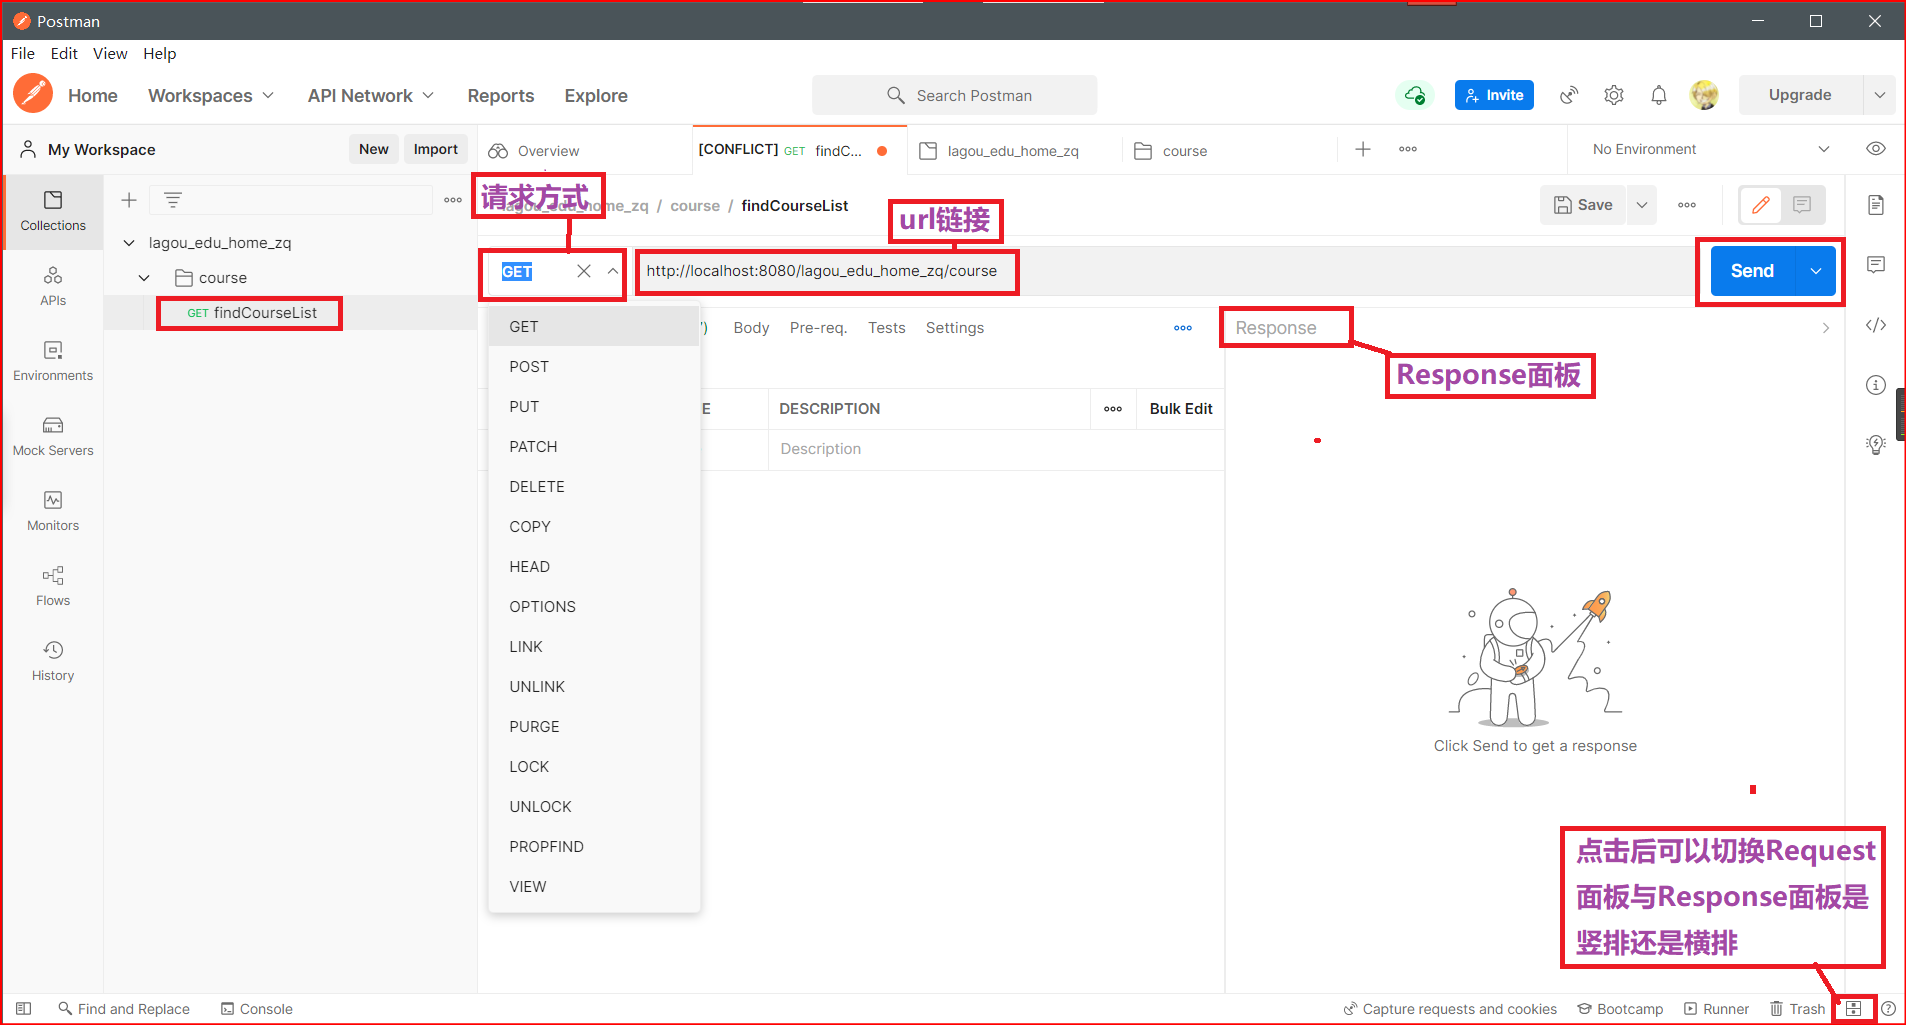 Postman
File Edit View Help
Home Workspaces API Network Reports Explore Search Postman Invite Upgrade
My Workspace New Import Overview [CONFLICT] GET findC... lagou_edu_home_zq course No Environment
请求方式
lagou_edu_home_zq / course / findCourseList
url链接
Save
Collections
lagou_edu_home_zq
course
GET findCourseList
GET http://localhost:8080/lagou_edu_home_zq/course Send
APIs
Environments
Mock Servers
Monitors
Flows
History
GET
POST
PUT
PATCH
DELETE
COPY
HEAD
OPTIONS
LINK
UNLINK
PURGE
LOCK
UNLOCK
PROPFIND
VIEW
Body Pre-req. Tests Settings
E DESCRIPTION Bulk Edit
Description
Response
Response面板
Click Send to get a response
点击后可以切换Request
面板与Response面板是
竖排还是横排
Find and Replace Console Capture requests and cookies Bootcamp Runner Trash